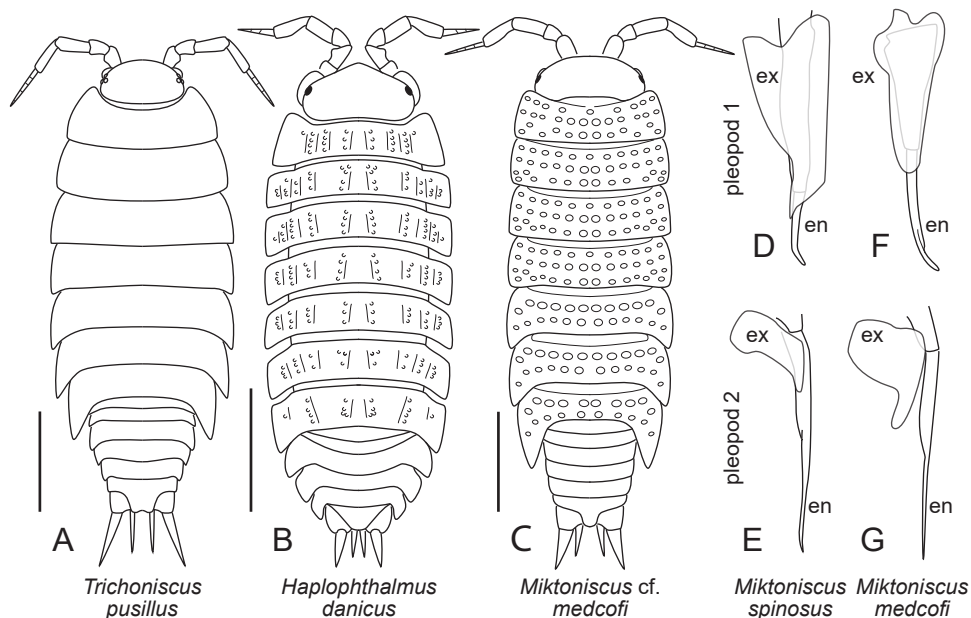 ex
ex
pleopod 1
en
en
D
F
ex
ex
pleopod 2
en
en
A
B
C
E
G
Trichoniscus
pusillus
Haplophthalmus
danicus
Miktoniscus cf.
medcofi
Miktoniscus
spinosus
Miktoniscus
medcofi